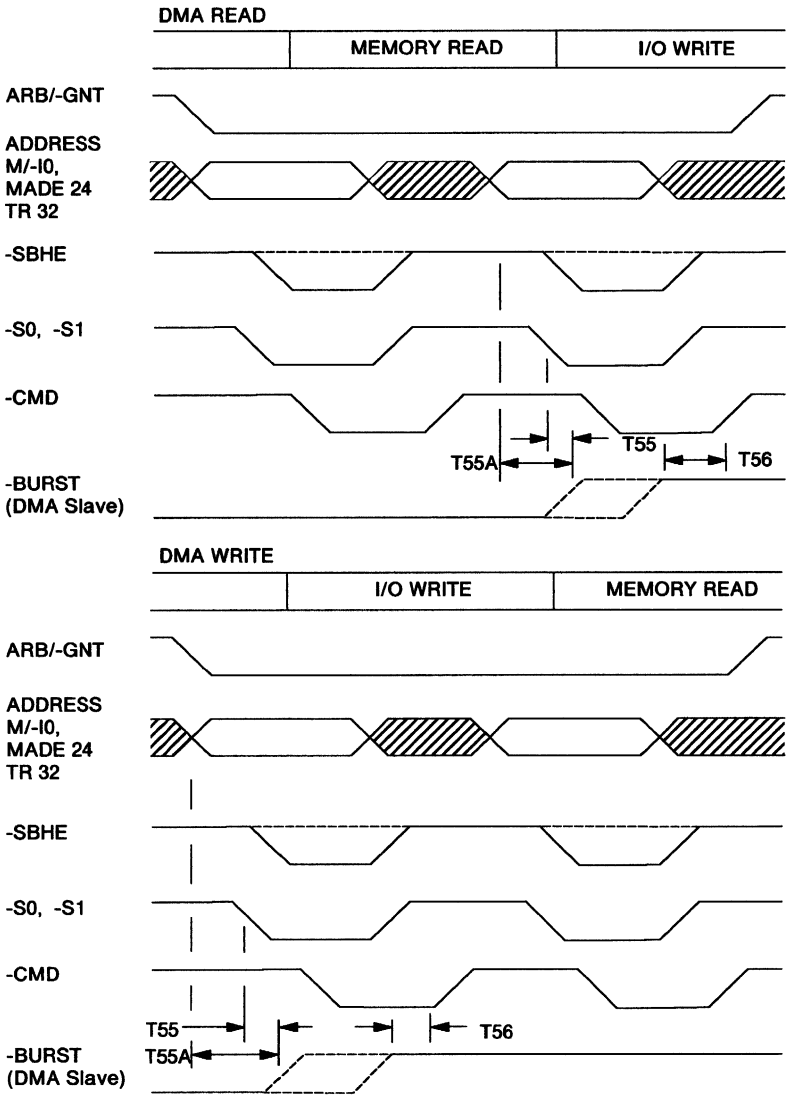 DMA READ
MEMORY READ I/O WRITE
ARB/-GNT
ADDRESS
M/-I0,
MADE 24
TR 32
-SBHE
-S0, -S1
-CMD
T55
T55A T56
-BURST
(DMA Slave)
DMA WRITE
I/O WRITE MEMORY READ
ARB/-GNT
ADDRESS
M/-I0,
MADE 24
TR 32
-SBHE
-S0, -S1
-CMD
T55 T56
-BURST T55A
(DMA Slave)